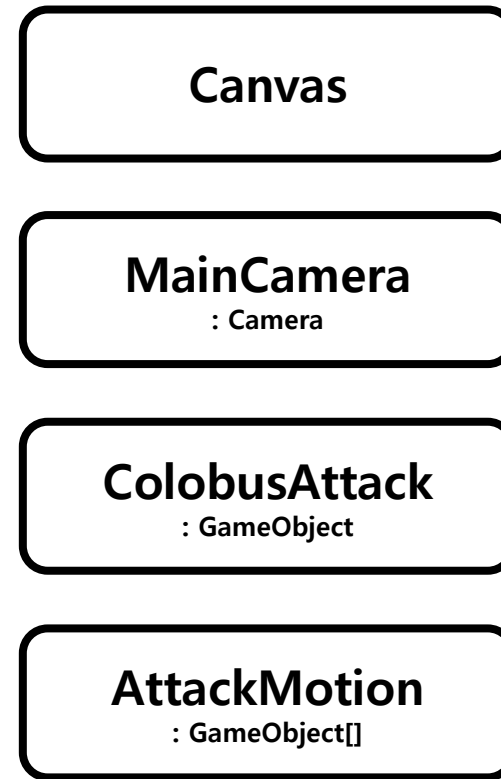 Canvas
MainCamera
: Camera
ColobusAttack
: GameObject
AttackMotion
: GameObject[]